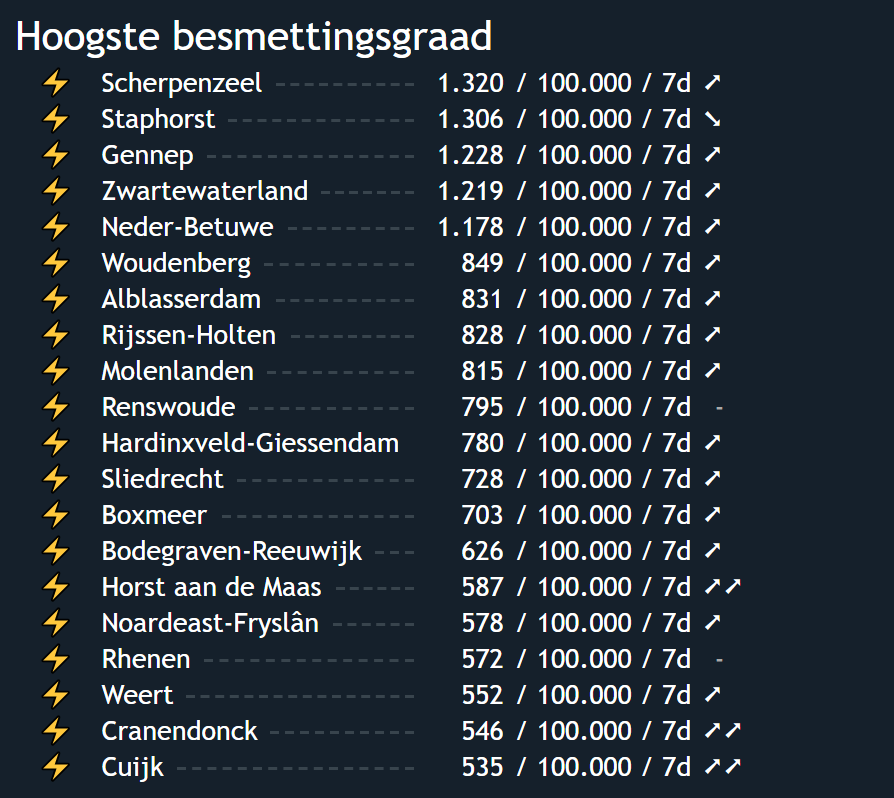 Hoogste besmettingsgraad
⚡ Scherpenzeel ------------ 1.320 / 100.000 / 7d ➚
⚡ Staphorst ---------------- 1.306 / 100.000 / 7d ➘
⚡ Gennep ------------------ 1.228 / 100.000 / 7d ➚
⚡ Zwartewaterland -------- 1.219 / 100.000 / 7d ➚
⚡ Neder-Betuwe ----------- 1.178 / 100.000 / 7d ➚
⚡ Woudenberg ------------- 849 / 100.000 / 7d ➚
⚡ Alblasserdam ------------ 831 / 100.000 / 7d ➚
⚡ Rijssen-Holten ----------- 828 / 100.000 / 7d ➚
⚡ Molenlanden ------------- 815 / 100.000 / 7d ➚
⚡ Renswoude -------------- 795 / 100.000 / 7d -
⚡ Hardinxveld-Giessendam 780 / 100.000 / 7d ➚
⚡ Sliedrecht --------------- 728 / 100.000 / 7d ➚
⚡ Boxmeer ----------------- 703 / 100.000 / 7d ➚
⚡ Bodegraven-Reeuwijk --- 626 / 100.000 / 7d ➚
⚡ Horst aan de Maas ------- 587 / 100.000 / 7d ➚➚
⚡ Noardeast-Fryslân ------- 578 / 100.000 / 7d ➚
⚡ Rhenen ------------------ 572 / 100.000 / 7d -
⚡ Weert -------------------- 552 / 100.000 / 7d ➚
⚡ Cranendonck ------------- 546 / 100.000 / 7d ➚➚
⚡ Cuijk --------------------- 535 / 100.000 / 7d ➚➚